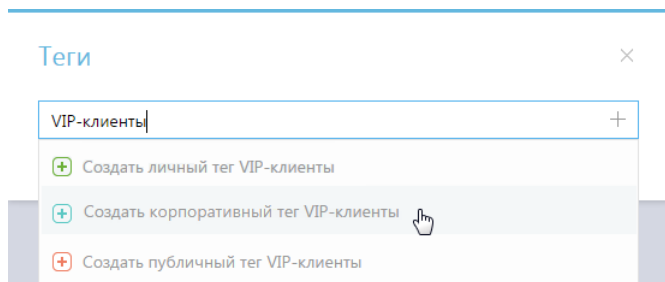 Теги
VIP-клиенты
Создать личный тег VIP-клиенты
Создать корпоративный тег VIP-клиенты
Создать публичный тег VIP-клиенты